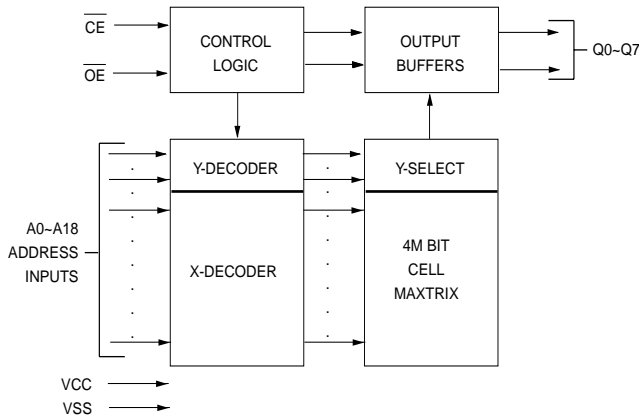 CE
CONTROL
LOGIC
OUTPUT
BUFFERS
Q0~Q7
OE
Y-DECODER
Y-SELECT
A0~A18
ADDRESS
INPUTS
X-DECODER
4M BIT
CELL
MAXTRIX
VCC
VSS